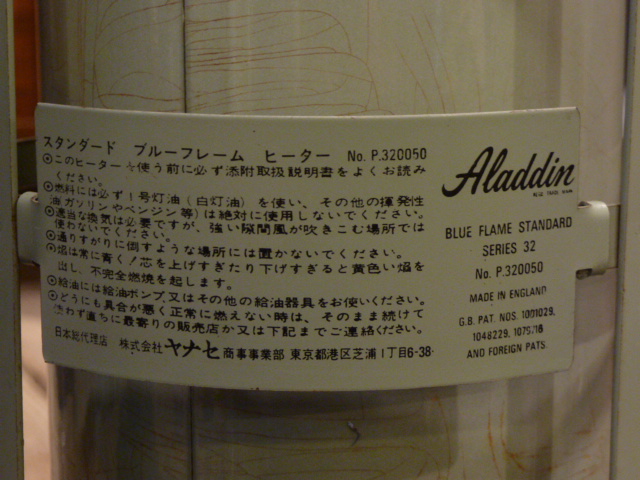 スタンダード ブルーフレーム ヒーター No. P.320050
⊙このヒーターを使う前に必ず添附取扱説明書をよくお読み
ください。
⊙燃料には必ず1号灯油(白灯油)を使い、その他の揮発性
油(ガソリンやベンジン等)は絶対に使用しないでください。
⊙適当な換気は必要ですが、強い隙間風が吹きこむ場所では
使わないでください。
⊙通りすがりに倒すような場所には置かないでください。
⊙焰は常に青く!芯を上げすぎたり下げすぎると黄色い焰を
出し、不完全燃焼を起します。
⊙給油には給油ポンプ又はその他の給油器具をお使いください。
⊙どうにも具合が悪く正常に燃えない時は、そのまま続けて
使わず直ちに最寄りの販売店か又は下記までご連絡ください。
日本総代理店 株式会社ヤナセ商事事業部 東京都港区芝浦1丁目6-38
Aladdin
BLUE FLAME STANDARD
SERIES 32
No. P.320050
MADE IN ENGLAND
G.B. PAT. NOS. 1001029,
1048229,
AND FOREIGN PATS.